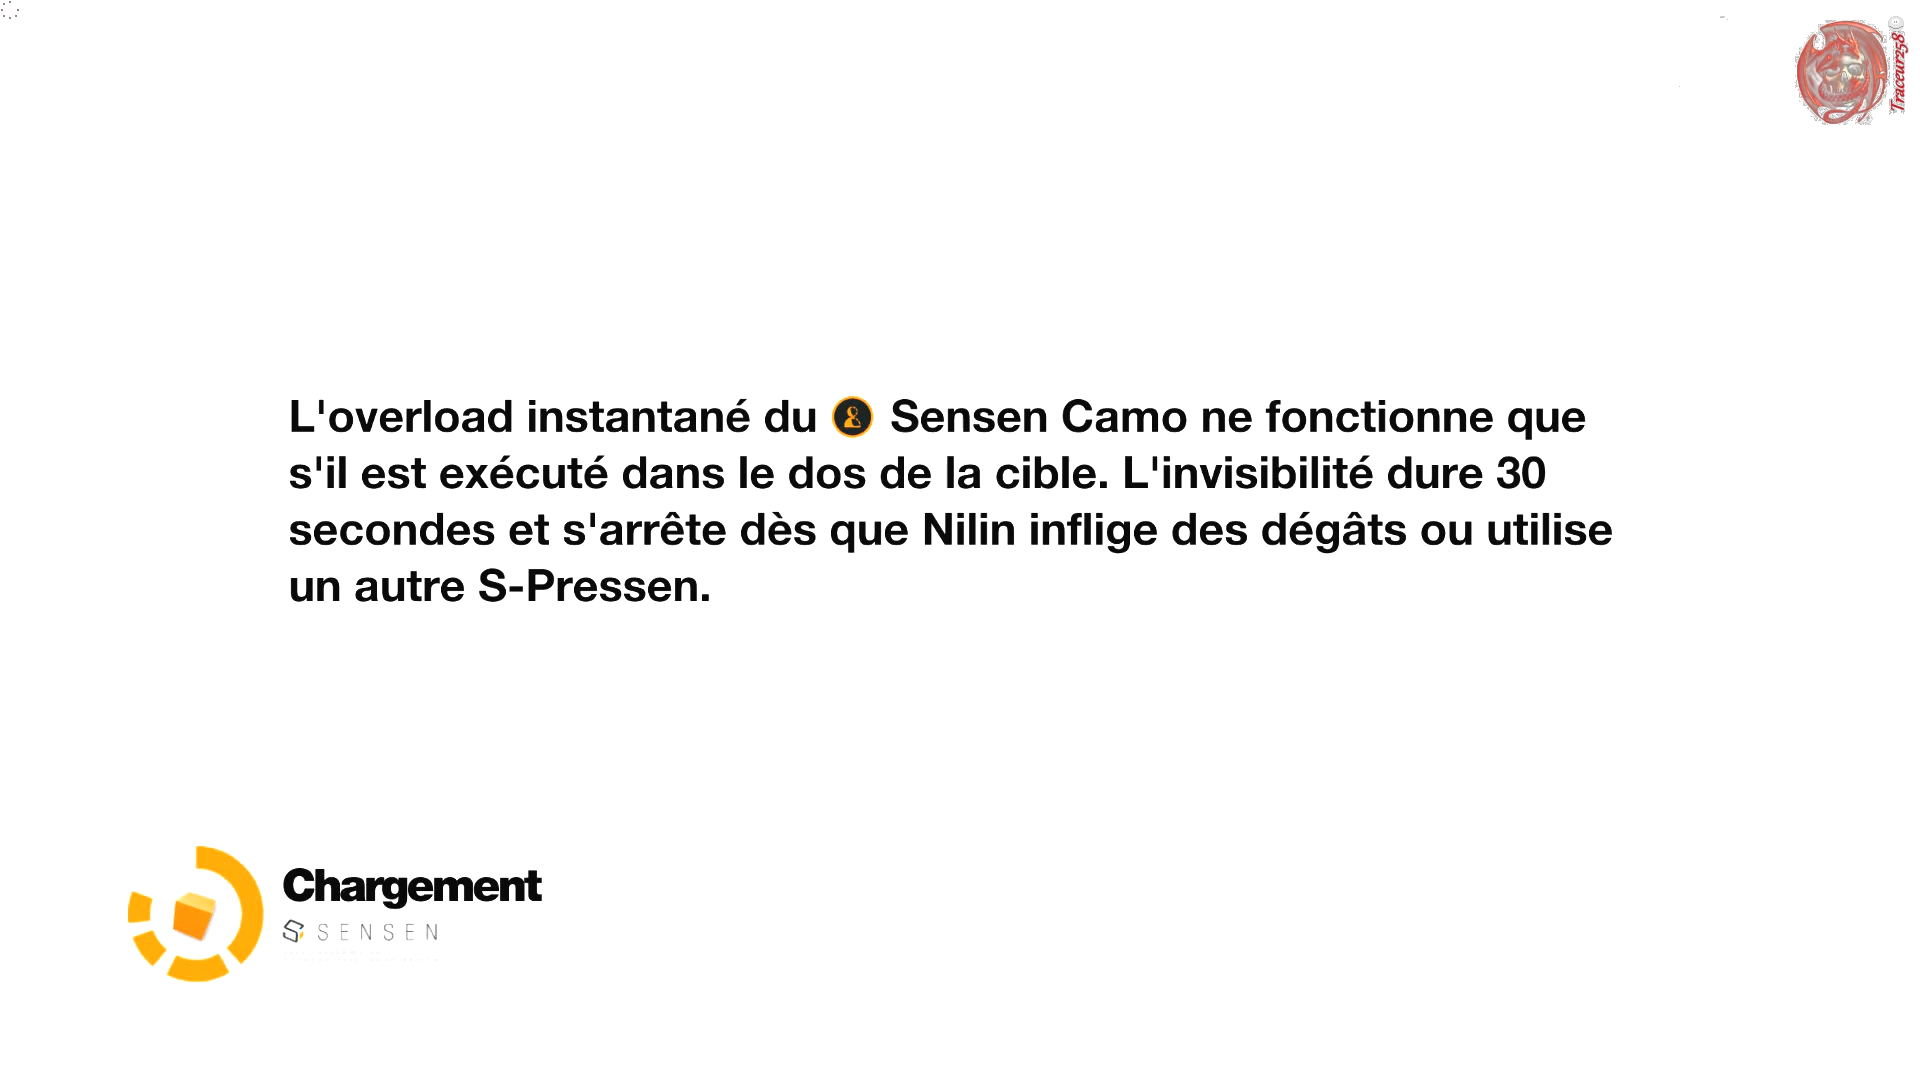 Traceur258
L'overload instantané du Sensen Camo ne fonctionne que
s'il est exécuté dans le dos de la cible. L'invisibilité dure 30
secondes et s'arrête dès que Nilin inflige des dégâts ou utilise
un autre S-Pressen.
Chargement
SENSEN